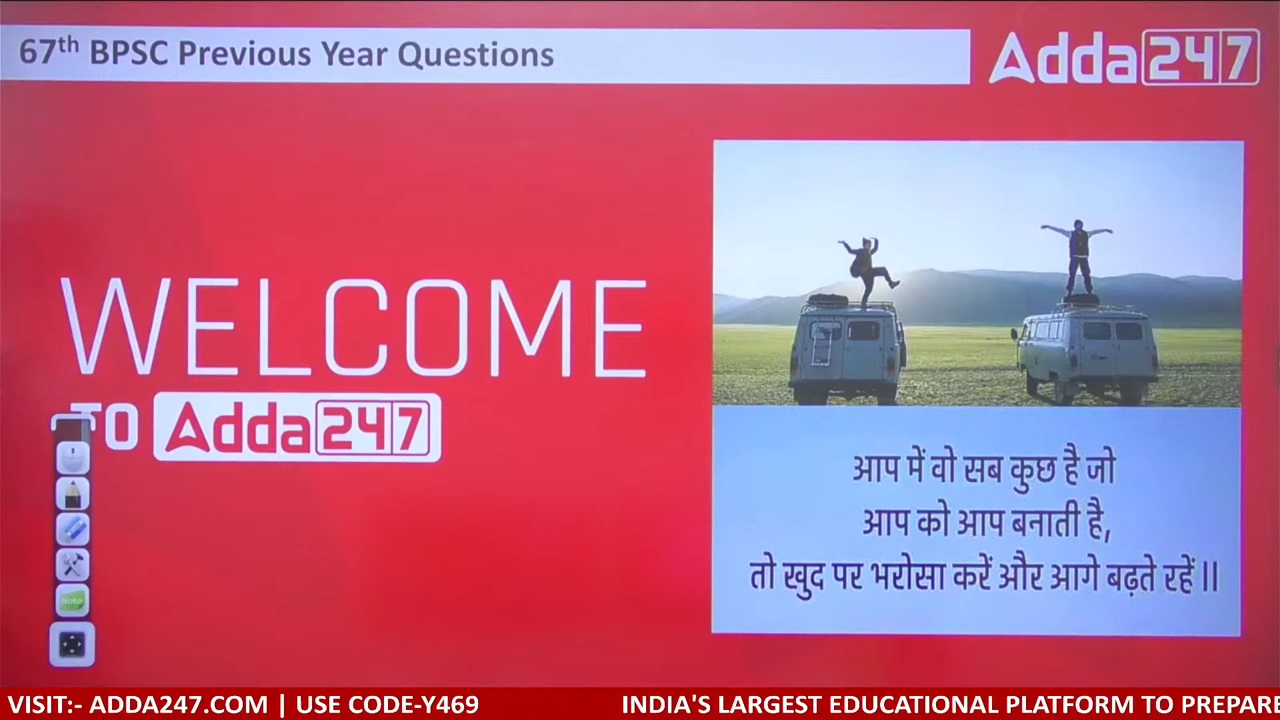 67th BPSC Previous Year Questions
Adda247
WELCOME
TO Adda247
आप में वो सब कुछ है जो
आप को आप बनाती है,
तो खुद पर भरोसा करें और आगे बढ़ते रहें ।।
Note
VISIT:- ADDA247.COM | USE CODE-Y469 INDIA'S LARGEST EDUCATIONAL PLATFORM TO PREPARE